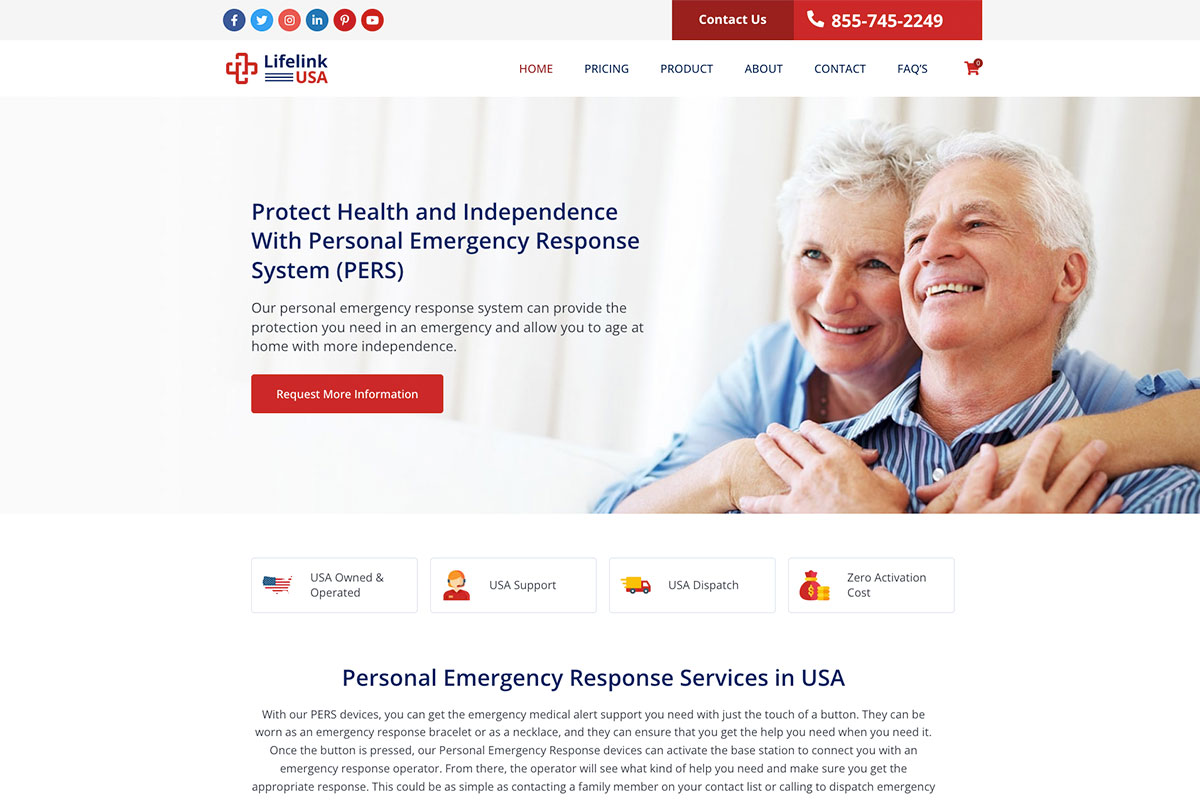 Contact Us
855-745-2249
Lifelink
USA
HOME
PRICING
PRODUCT
ABOUT
CONTACT
FAQ'S
0
Protect Health and Independence
With Personal Emergency Response
System (PERS)
Our personal emergency response system can provide the
protection you need in an emergency and allow you to age at
home with more independence.
Request More Information
USA Owned &
Operated
USA Support
USA Dispatch
Zero Activation
Cost
Personal Emergency Response Services in USA
With our PERS devices, you can get the emergency medical alert support you need with just the touch of a button. They can be
worn as an emergency response bracelet or as a necklace, and they can ensure that you get the help you need when you need it.
Once the button is pressed, our Personal Emergency Response devices can activate the base station to connect you with an
emergency response operator. From there, the operator will see what kind of help you need and make sure you get the
appropriate response. This could be as simple as contacting a family member on your contact list or calling to dispatch emergency